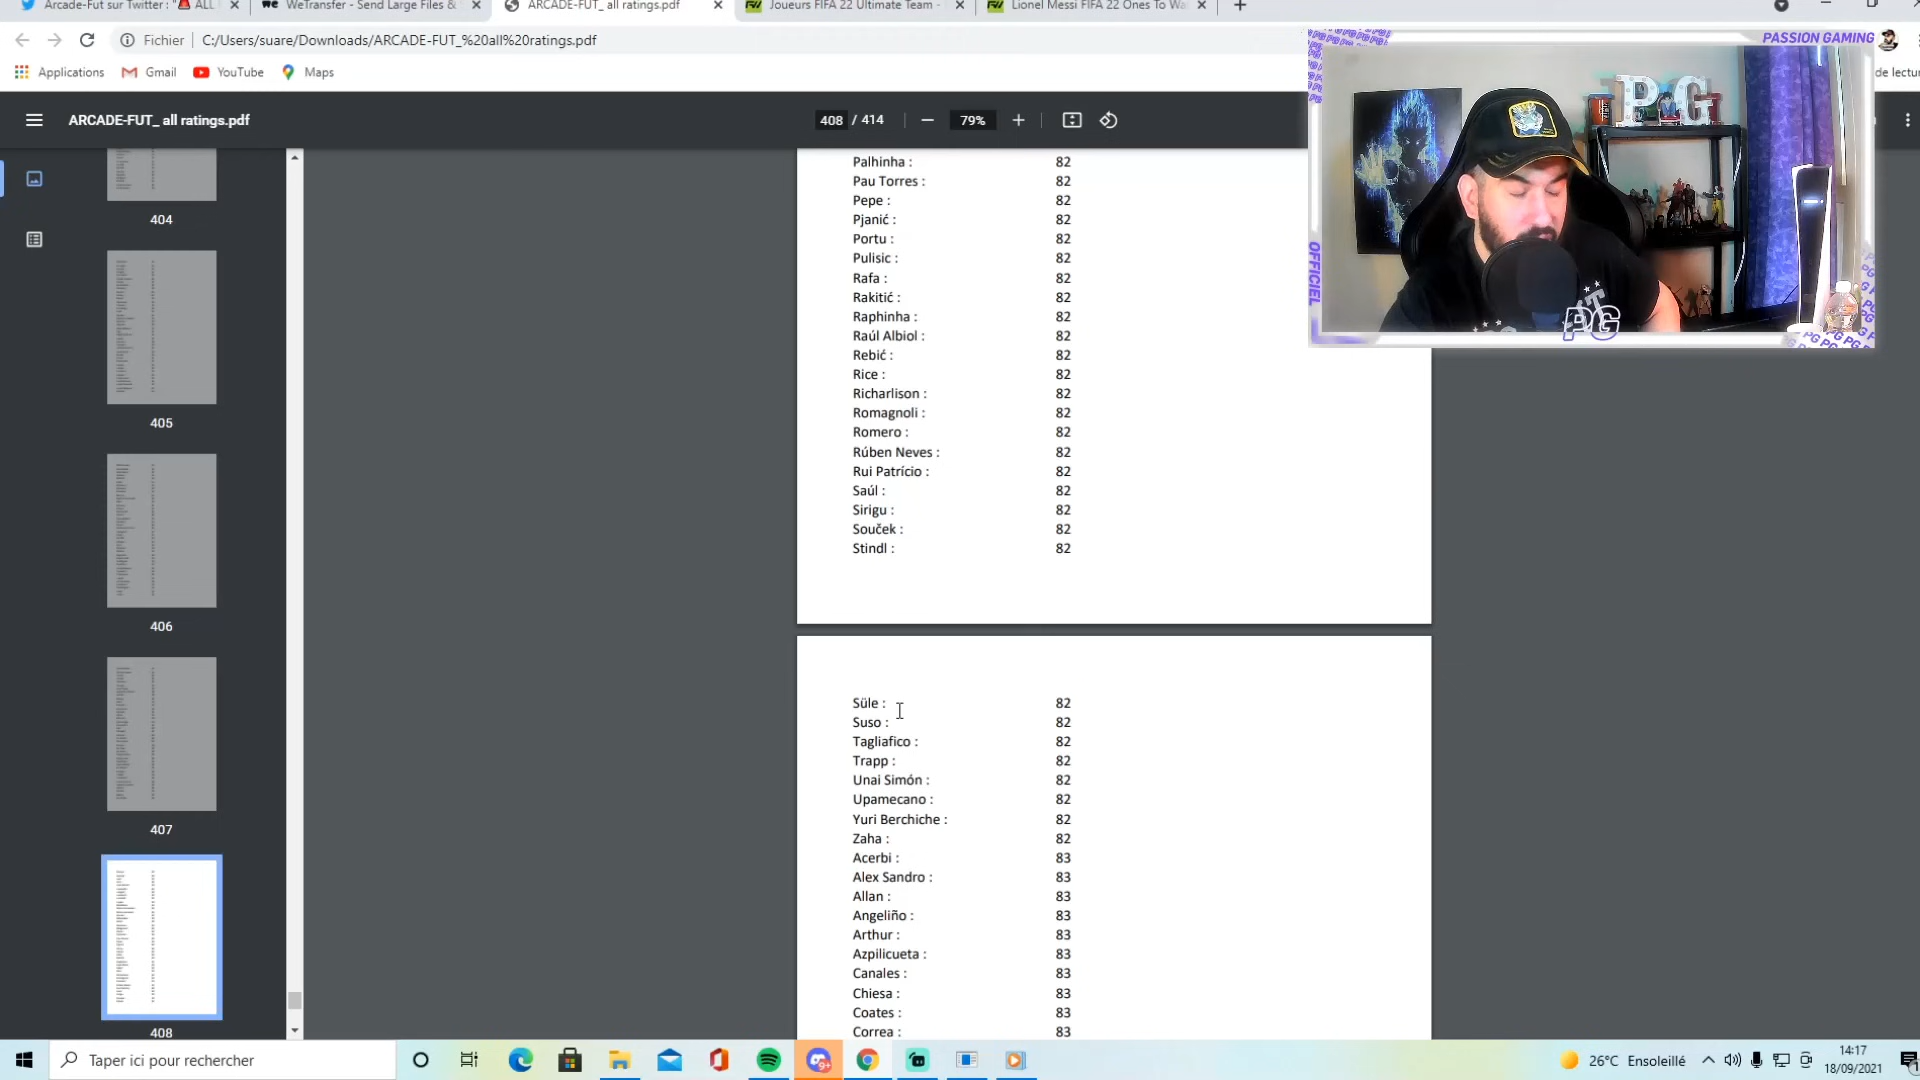 Arcade-Fut sur Twitter : "🚨 ALL
WeTransfer - Send Large Files &
ARCADE-FUT_ all ratings.pdf
Joueurs FIFA 22 Ultimate Team -
Lionel Messi FIFA 22 Ones To Wa
Fichier
C:/Users/suare/Downloads/ARCADE-FUT_%20all%20ratings.pdf
Applications
Gmail
YouTube
Maps
de lectur
ARCADE-FUT_ all ratings.pdf
408 / 414
79%
PASSION GAMING
OFFICIEL
PG
PG
404
405
406
407
408
Palhinha : 82
Pau Torres : 82
Pepe : 82
Pjanić : 82
Portu : 82
Pulisic : 82
Rafa : 82
Rakitić : 82
Raphinha : 82
Raúl Albiol : 82
Rebić : 82
Rice : 82
Richarlison : 82
Romagnoli : 82
Romero : 82
Rúben Neves : 82
Rui Patrício : 82
Saúl : 82
Sirigu : 82
Souček : 82
Stindl : 82
Süle : 82
Suso : 82
Tagliafico : 82
Trapp : 82
Unai Simón : 82
Upamecano : 82
Yuri Berchiche : 82
Zaha : 82
Acerbi : 83
Alex Sandro : 83
Allan : 83
Angeliño : 83
Arthur : 83
Azpilicueta : 83
Canales : 83
Chiesa : 83
Coates : 83
Correa : 83
Taper ici pour rechercher
9+
26°C Ensoleillé
14:17
18/09/2021